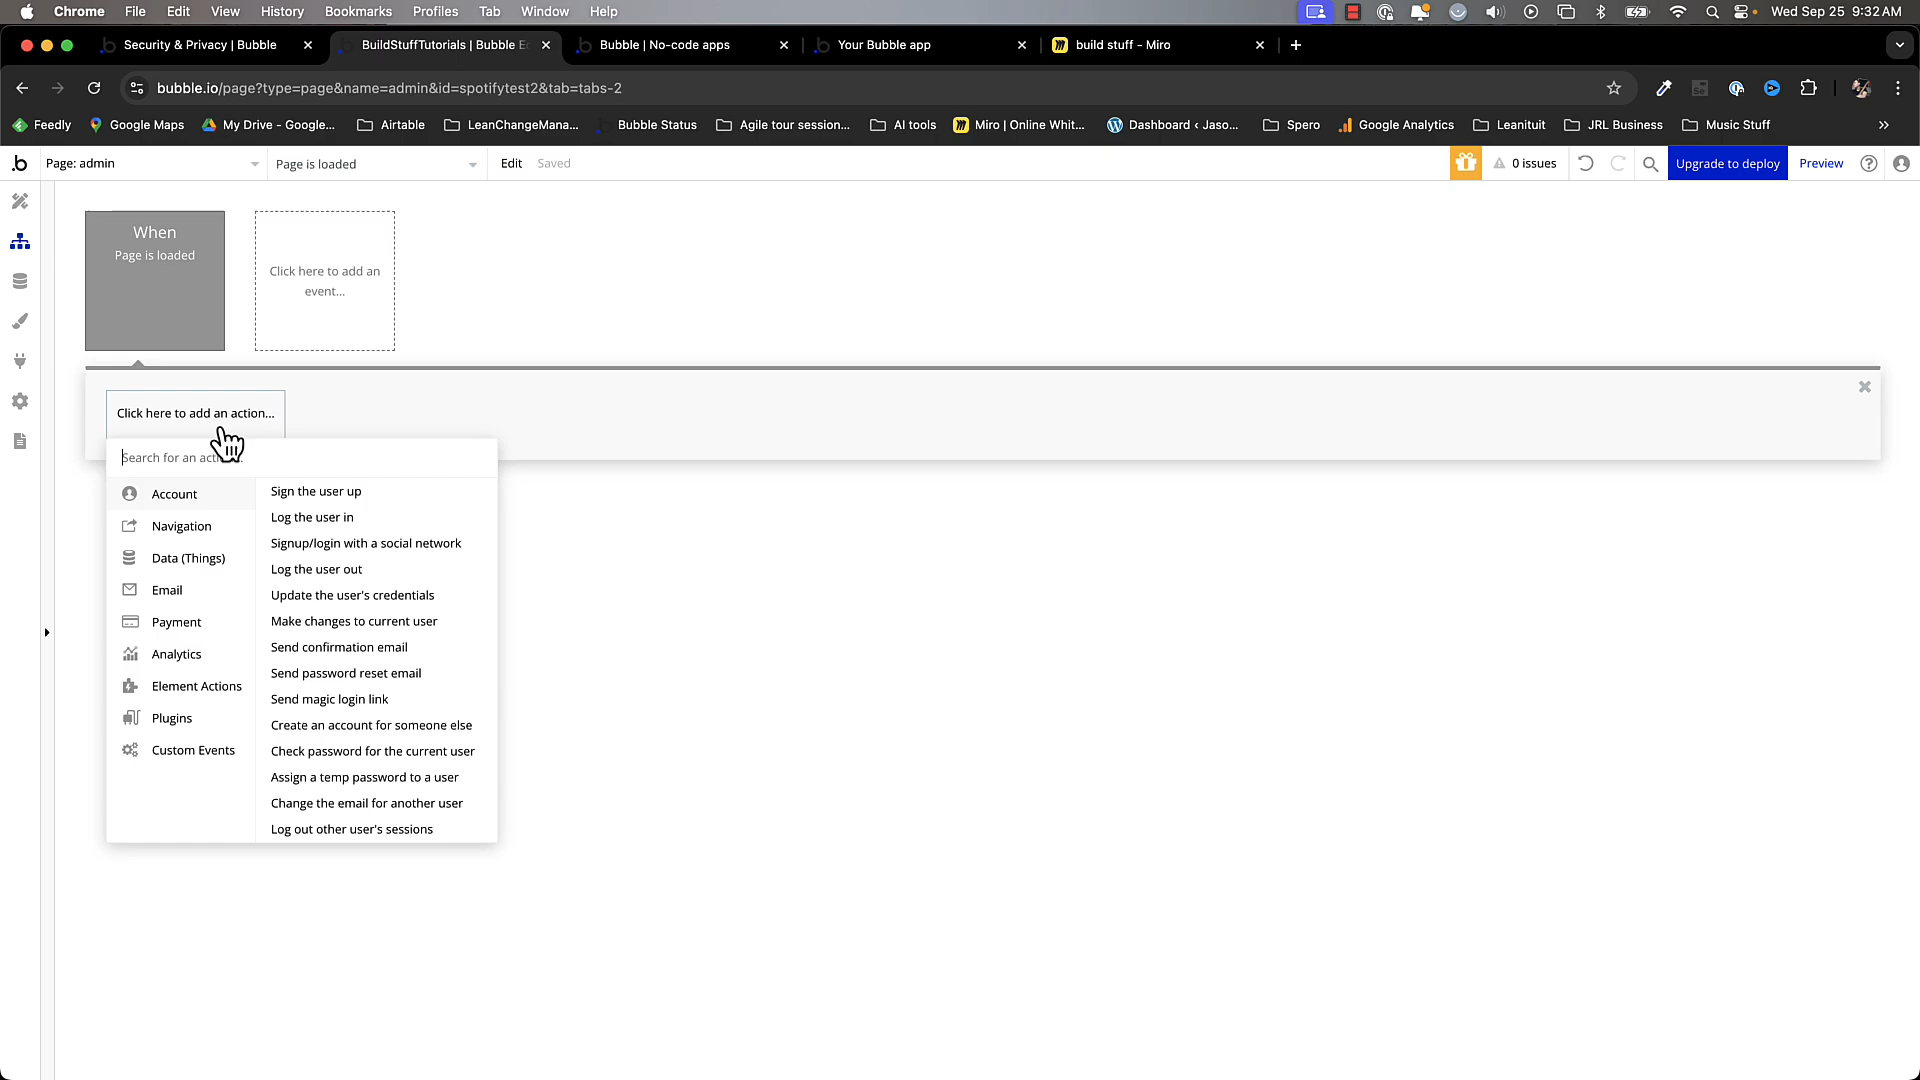 Chrome File Edit View History Bookmarks Profiles Tab Window Help Wed Sep 25 9:32 AM
Security & Privacy | Bubble BuildStuffTutorials | Bubble E Bubble | No-code apps Your Bubble app build stuff - Miro
bubble.io/page?type=page&name=admin&id=spotifytest2&tab=tabs-2
Feedly Google Maps My Drive - Google... Airtable LeanChangeMana... Bubble Status Agile tour session... AI tools Miro | Online Whit... Dashboard ‹ Jaso... Spero Google Analytics Leanituit JRL Business Music Stuff »
Page: admin Page is loaded Edit Saved 0 issues Upgrade to deploy Preview
When
Page is loaded
Click here to add an
event...
Click here to add an action...
Search for an act
Account
Navigation
Data (Things)
Email
Payment
Analytics
Element Actions
Plugins
Custom Events
Sign the user up
Log the user in
Signup/login with a social network
Log the user out
Update the user's credentials
Make changes to current user
Send confirmation email
Send password reset email
Send magic login link
Create an account for someone else
Check password for the current user
Assign a temp password to a user
Change the email for another user
Log out other user's sessions